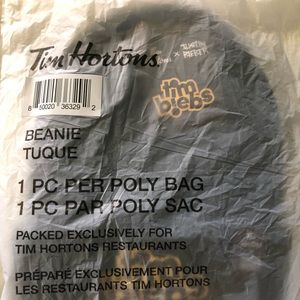 Tim Hortons
x
JUSTIN
BIEBER
tim
biebs
8 50020 36329 2
BEANIE
TUQUE
1 PC PER POLY BAG
1 PC PAR POLY SAC
PACKED EXCLUSIVELY FOR
TIM HORTONS RESTAURANTS
PRÉPARÉ EXCLUSIVEMENT POUR
LES RESTAURANTS TIM HORTONS